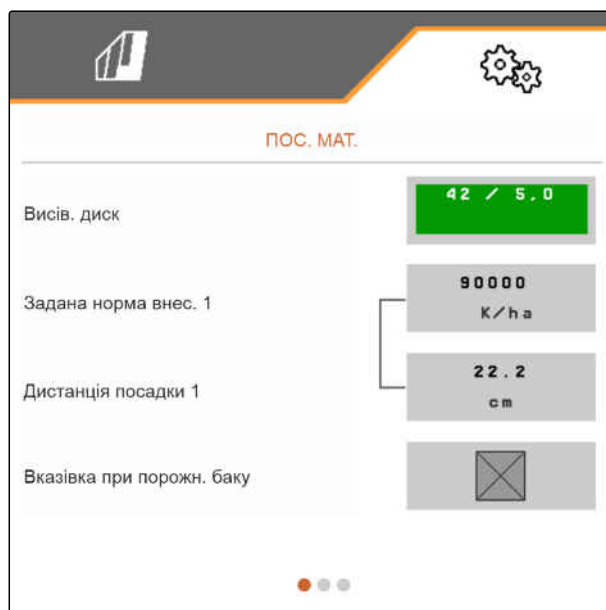 ПОС. МАТ.
Висів. диск
42 / 5,0
Задана норма внес. 1
90000
K/ha
Дистанція посадки 1
22.2
cm
Вказівка при порожн. баку